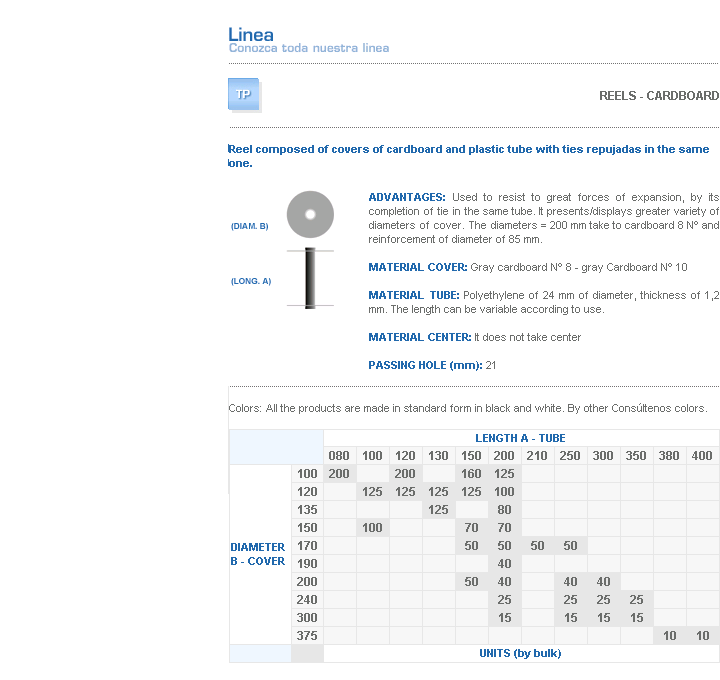 Linea
Conozca toda nuestra linea
TP
REELS - CARDBOARD
Reel composed of covers of cardboard and plastic tube with ties repujadas in the same
one.
(DIAM. B)
(LONG. A)
ADVANTAGES: Used to resist to great forces of expansion, by its
completion of tie in the same tube. It presents/displays greater variety of
diameters of cover. The diameters = 200 mm take to cardboard 8 Nº and
reinforcement of diameter of 85 mm.
MATERIAL COVER: Gray cardboard Nº 8 - gray Cardboard Nº 10
MATERIAL TUBE: Polyethylene of 24 mm of diameter, thickness of 1,2
mm. The length can be variable according to use.
MATERIAL CENTER: It does not take center
PASSING HOLE (mm): 21
Colors: All the products are made in standard form in black and white. By other Consúltenos colors.
LENGTH A - TUBE
080 100 120 130 150 200 210 250 300 350 380 400
100 200 200 160 125
120 125 125 125 125 100
135 125 80
150 100 70 70
DIAMETER
B - COVER
170 50 50 50 50
190 40
200 50 40 40 40
240 25 25 25 25
300 15 15 15 15
375 10 10
UNITS (by bulk)